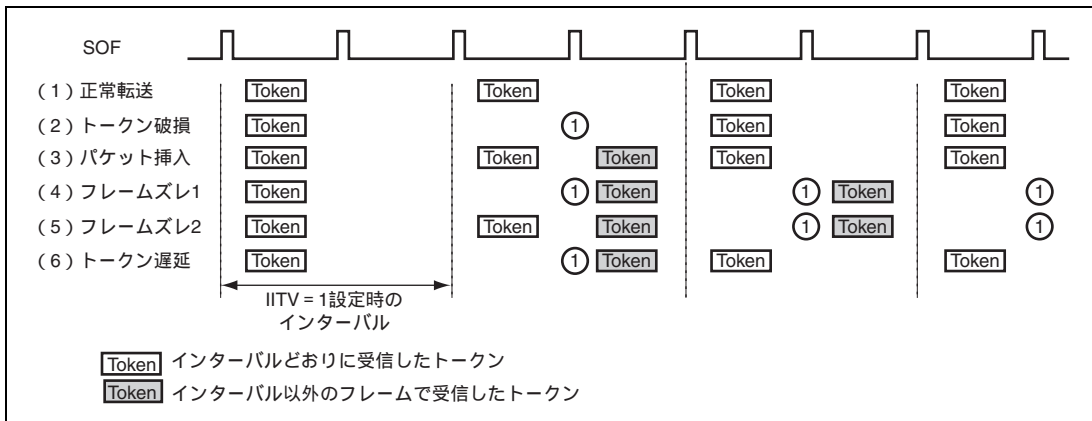 SOF
(1)正常転送 Token Token Token Token
(2)トークン破損 Token ① Token Token
(3)パケット挿入 Token Token Token Token Token
(4)フレームズレ1 Token ① Token ① Token ①
(5)フレームズレ2 Token Token Token ① Token ①
(6)トークン遅延 Token ① Token Token Token
IITV = 1設定時の
インターバル
Token インターバルどおりに受信したトークン
Token インターバル以外のフレームで受信したトークン